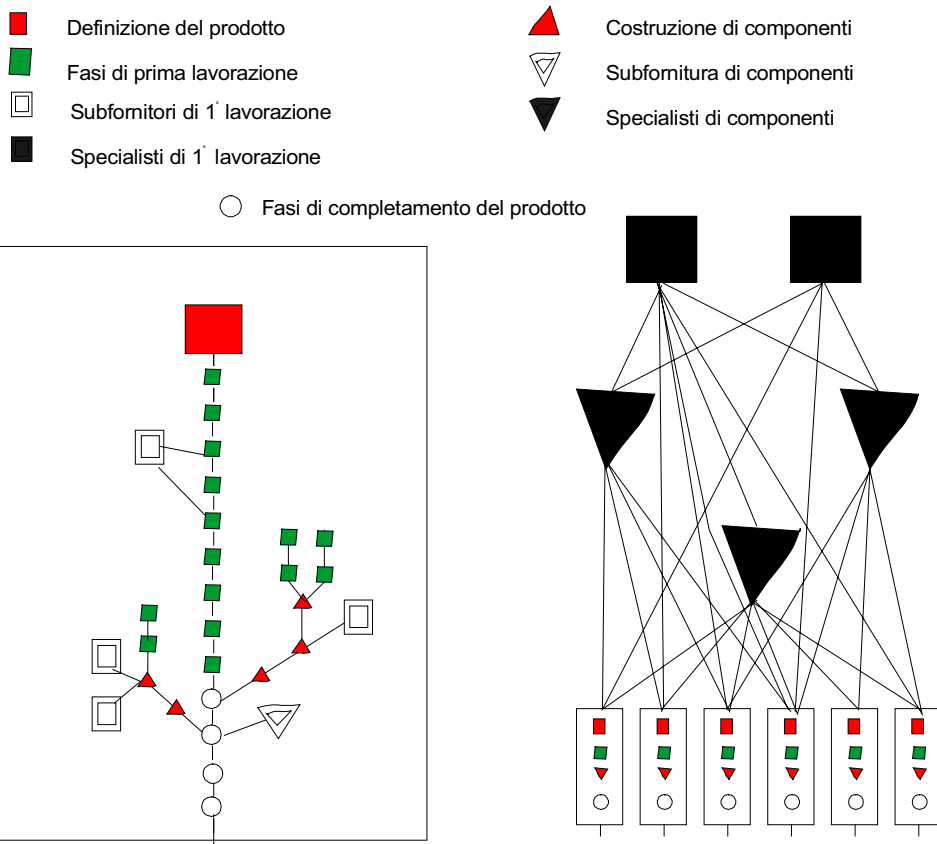 Definizione del prodotto
Fasi di prima lavorazione
Subfornitori di 1° lavorazione
Specialisti di 1° lavorazione
Costruzione di componenti
Subfornitura di componenti
Specialisti di componenti
Fasi di completamento del prodotto